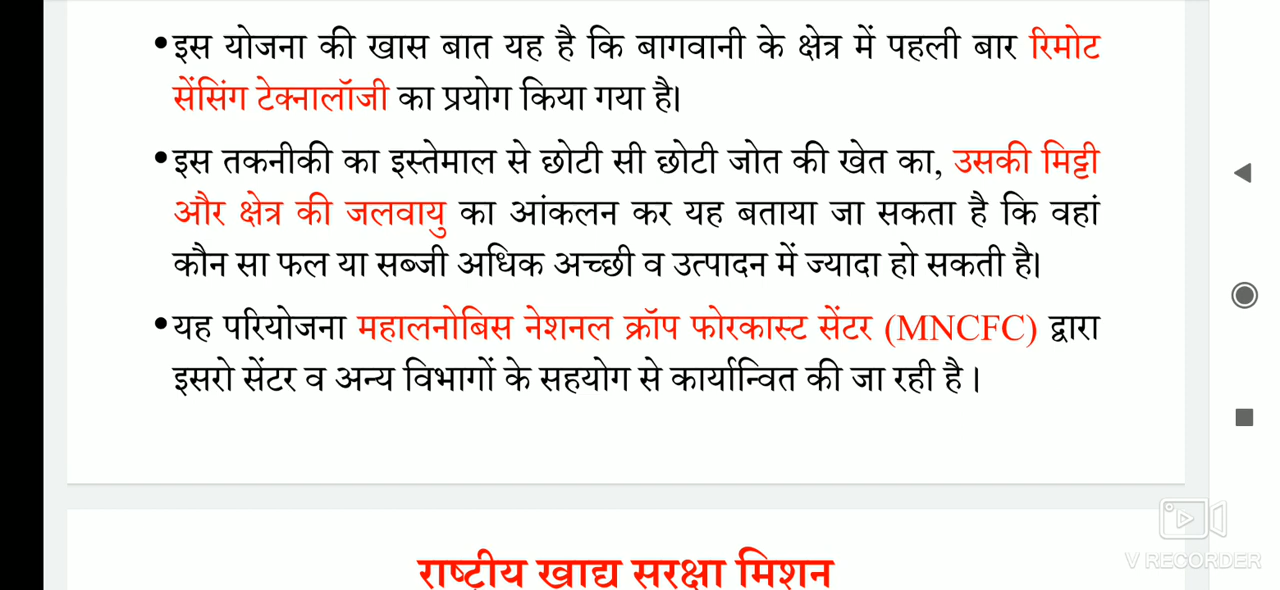 •इस योजना की खास बात यह है कि बागवानी के क्षेत्र में पहली बार रिमोट
सेंसिंग टेक्नालॉजी का प्रयोग किया गया है।
•इस तकनीकी का इस्तेमाल से छोटी सी छोटी जोत की खेत का, उसकी मिट्टी
और क्षेत्र की जलवायु का आंकलन कर यह बताया जा सकता है कि वहां
कौन सा फल या सब्जी अधिक अच्छी व उत्पादन में ज्यादा हो सकती है।
•यह परियोजना महालनोबिस नेशनल क्रॉप फोरकास्ट सेंटर (MNCFC) द्वारा
इसरो सेंटर व अन्य विभागों के सहयोग से कार्यान्वित की जा रही है ।
राष्ट्रीय खाद्य सुरक्षा मिशन
V RECORDER